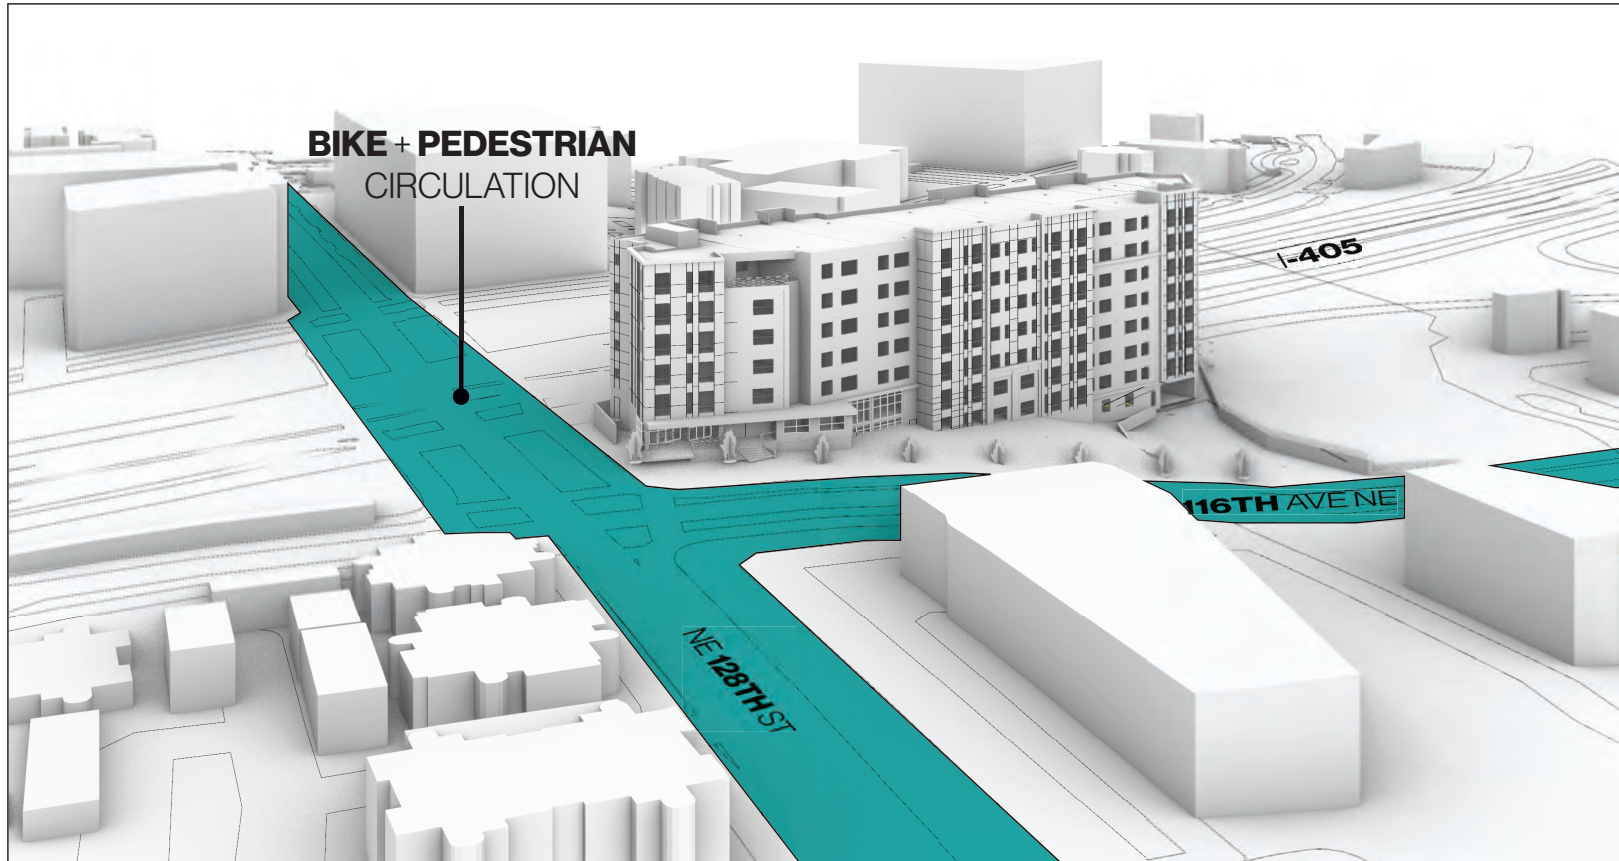 BIKE + PEDESTRIAN
CIRCULATION
I-405
116TH AVE NE
NE 128TH ST